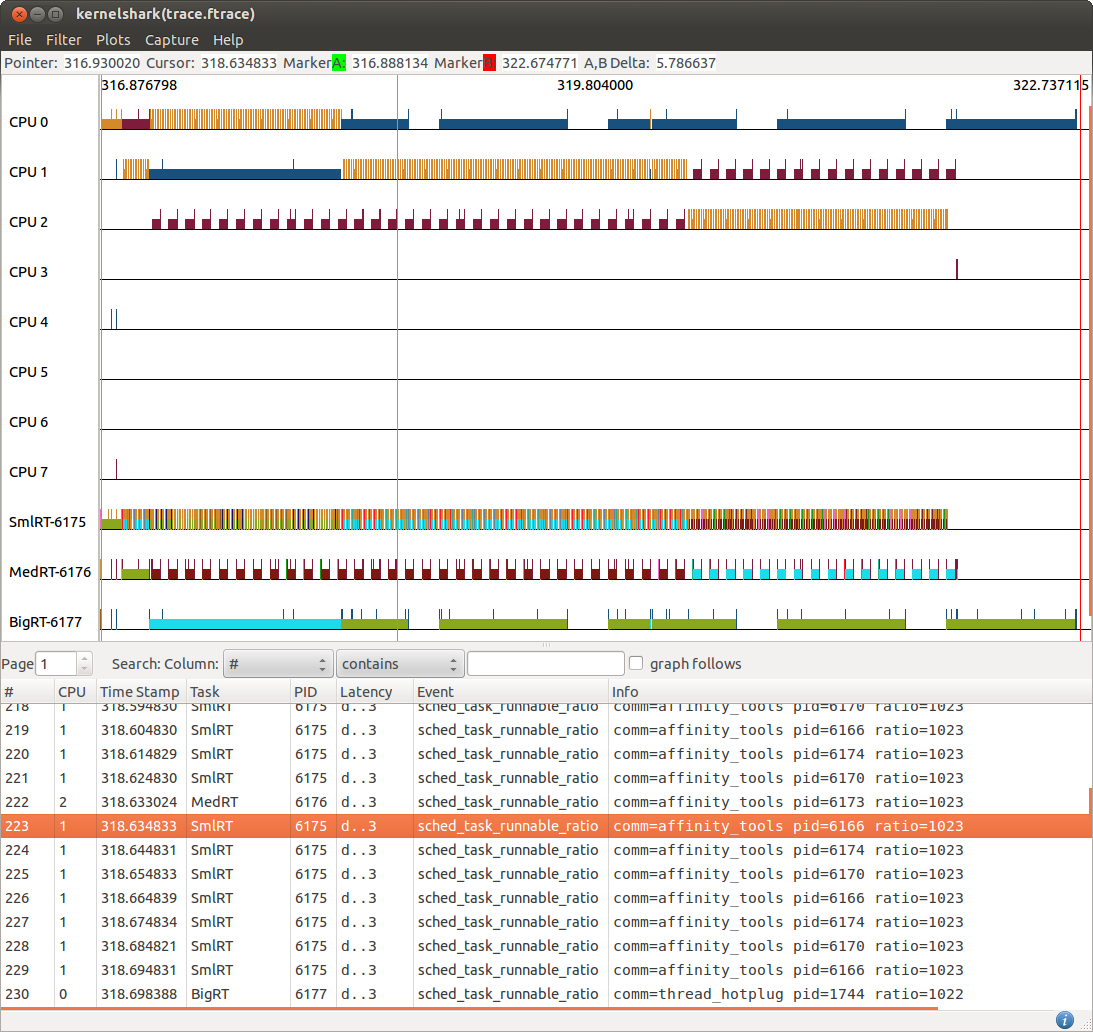 kernelshark(trace.ftrace)
File Filter Plots Capture Help
Pointer: 316.930020 Cursor: 318.634833 Marker A: 316.888134 Marker B: 322.674771 A,B Delta: 5.786637
316.876798 319.804000 322.737115
CPU 0
CPU 1
CPU 2
CPU 3
CPU 4
CPU 5
CPU 6
CPU 7
SmlRT-6175
MedRT-6176
BigRT-6177
Page 1 Search: Column: # contains graph follows
# CPU Time Stamp Task PID Latency Event Info
218 1 318.594830 SmlRT 6175 d..3 sched_task_runnable_ratio comm=affinity_tools pid=6170 ratio=1023
219 1 318.604830 SmlRT 6175 d..3 sched_task_runnable_ratio comm=affinity_tools pid=6166 ratio=1023
220 1 318.614829 SmlRT 6175 d..3 sched_task_runnable_ratio comm=affinity_tools pid=6174 ratio=1023
221 1 318.624830 SmlRT 6175 d..3 sched_task_runnable_ratio comm=affinity_tools pid=6170 ratio=1023
222 2 318.633024 MedRT 6176 d..3 sched_task_runnable_ratio comm=affinity_tools pid=6173 ratio=1023
223 1 318.634833 SmlRT 6175 d..3 sched_task_runnable_ratio comm=affinity_tools pid=6166 ratio=1023
224 1 318.644831 SmlRT 6175 d..3 sched_task_runnable_ratio comm=affinity_tools pid=6174 ratio=1023
225 1 318.654833 SmlRT 6175 d..3 sched_task_runnable_ratio comm=affinity_tools pid=6170 ratio=1023
226 1 318.664839 SmlRT 6175 d..3 sched_task_runnable_ratio comm=affinity_tools pid=6166 ratio=1023
227 1 318.674834 SmlRT 6175 d..3 sched_task_runnable_ratio comm=affinity_tools pid=6174 ratio=1023
228 1 318.684821 SmlRT 6175 d..3 sched_task_runnable_ratio comm=affinity_tools pid=6170 ratio=1023
229 1 318.694831 SmlRT 6175 d..3 sched_task_runnable_ratio comm=affinity_tools pid=6166 ratio=1023
230 0 318.698388 BigRT 6177 d..3 sched_task_runnable_ratio comm=thread_hotplug pid=1744 ratio=1022